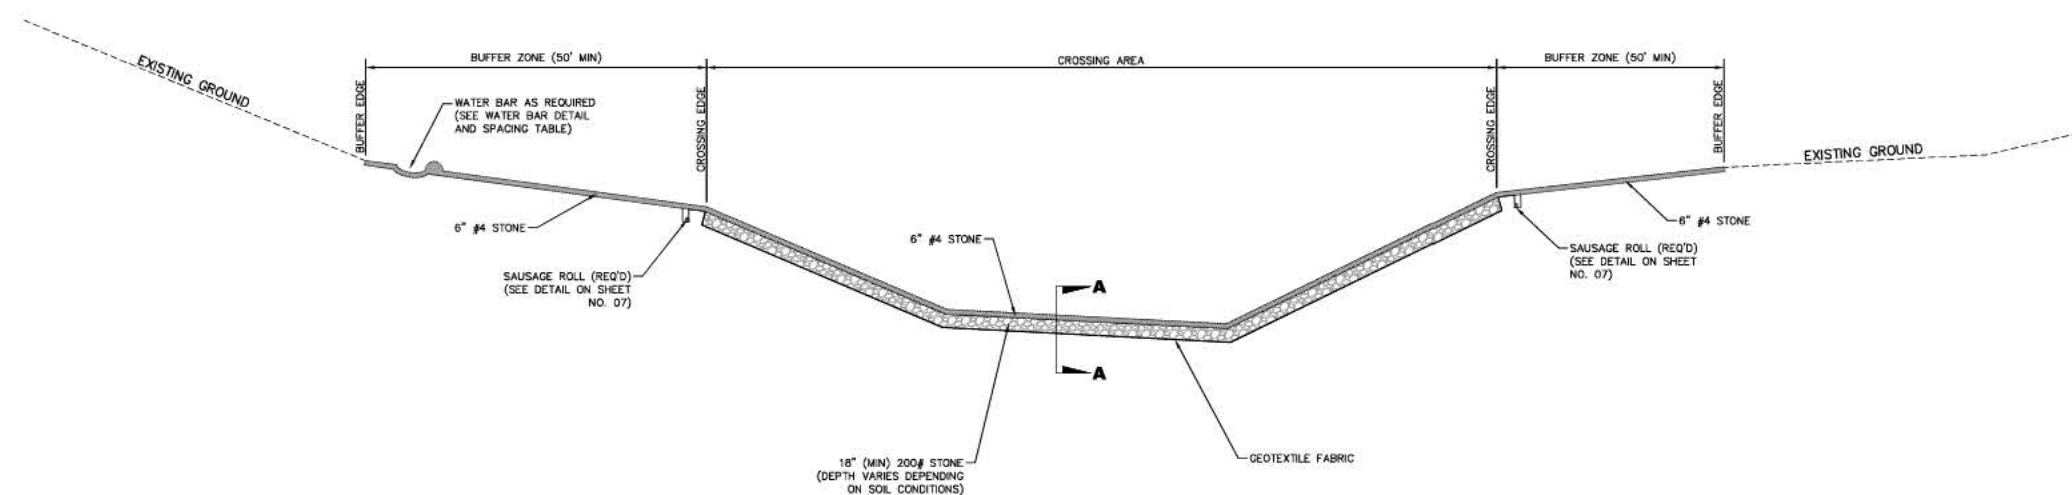 BUFFER ZONE (50' MIN)
CROSSING AREA
BUFFER ZONE (50' MIN)
EXISTING GROUND
BUFFER EDGE
WATER BAR AS REQUIRED
(SEE WATER BAR DETAIL
AND SPACING TABLE)
CROSSING EDGE
CROSSING EDGE
BUFFER EDGE
EXISTING GROUND
6" #4 STONE
SAUSAGE ROLL (REQ'D)
(SEE DETAIL ON SHEET
NO. 07)
6" #4 STONE
A
A
6" #4 STONE
SAUSAGE ROLL (REQ'D)
(SEE DETAIL ON SHEET
NO. 07)
18" (MIN) 200# STONE
(DEPTH VARIES DEPENDING
ON SOIL CONDITIONS)
GEOTEXTILE FABRIC